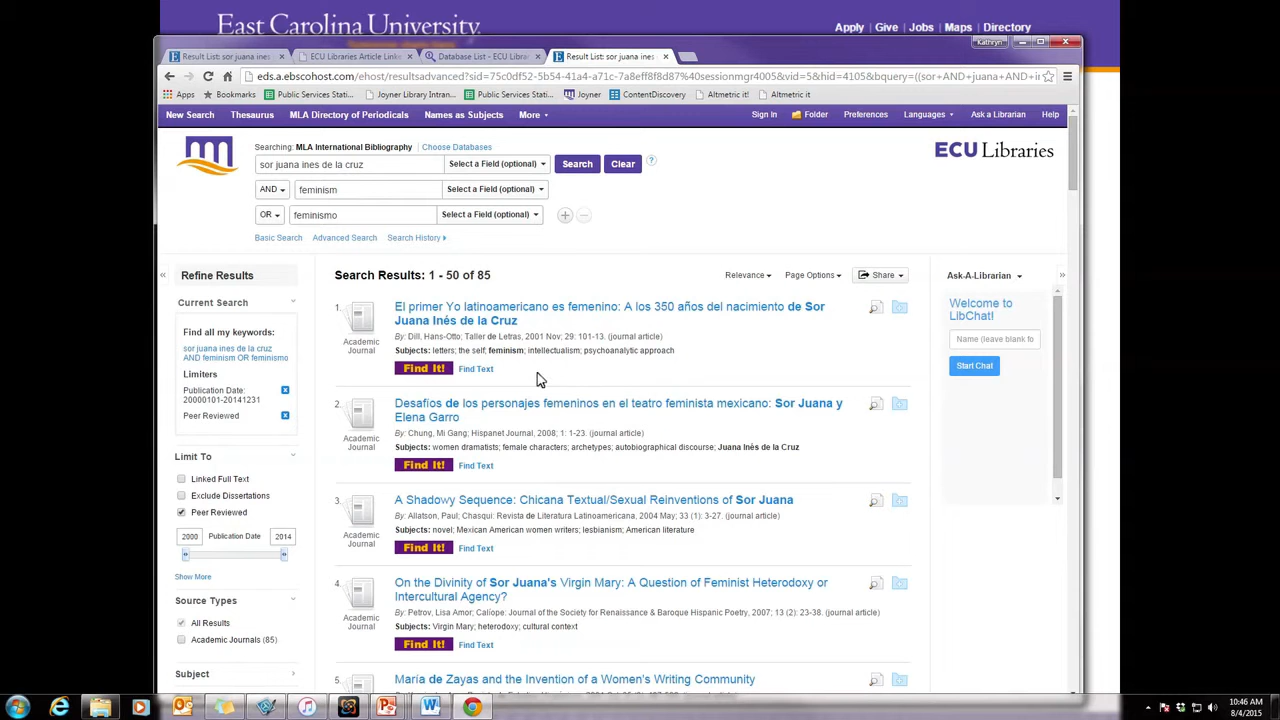 East Carolina University
Apply Give Jobs Maps Directory
Kathryn
Result List: sor juana ines
ECU Libraries Article Linke
Database List - ECU Librar
Result List: sor juana ines
eds.a.ebscohost.com/ehost/resultsadvanced?sid=75c0df52-5b54-41a4-a71c-7a8eff8f8d87%40sessionmgr4005&vid=5&hid=4105&bquery=((sor+AND+juana+AND+in
Apps Bookmarks Public Services Stati... Joyner Library Intran... Public Services Stati... Joyner ContentDiscovery Altmetric it! Altmetric it
New Search Thesaurus MLA Directory of Periodicals Names as Subjects More Sign In Folder Preferences Languages Ask a Librarian Help
Searching: MLA International Bibliography Choose Databases
ECU Libraries
sor juana ines de la cruz Select a Field (optional) Search Clear ?
AND feminism Select a Field (optional)
OR feminismo Select a Field (optional)
Basic Search Advanced Search Search History
Refine Results
Current Search
Find all my keywords:
sor juana ines de la cruz
AND feminism OR feminismo
Limiters
Publication Date:
20000101-20141231
Peer Reviewed
Limit To
Linked Full Text
Exclude Dissertations
Peer Reviewed
2000 Publication Date 2014
Show More
Source Types
All Results
Academic Journals (85)
Subject
Search Results: 1 - 50 of 85 Relevance Page Options Share
1. El primer Yo latinoamericano es femenino: A los 350 años del nacimiento de Sor
Juana Inés de la Cruz
By: Dill, Hans-Otto; Taller de Letras, 2001 Nov; 29: 101-13. (journal article)
Academic
Journal
Subjects: letters; the self; feminism; intellectualism; psychoanalytic approach
Find It! Find Text
2. Desafíos de los personajes femeninos en el teatro feminista mexicano: Sor Juana y
Elena Garro
By: Chung, Mi Gang; Hispanet Journal, 2008; 1: 1-23. (journal article)
Academic
Journal
Subjects: women dramatists; female characters; archetypes; autobiographical discourse; Juana Inés de la Cruz
Find It! Find Text
3. A Shadowy Sequence: Chicana Textual/Sexual Reinventions of Sor Juana
By: Allatson, Paul; Chasqui: Revista de Literatura Latinoamericana, 2004 May; 33 (1): 3-27. (journal article)
Academic
Journal
Subjects: novel; Mexican American women writers; lesbianism; American literature
Find It! Find Text
4. On the Divinity of Sor Juana's Virgin Mary: A Question of Feminist Heterodoxy or
Intercultural Agency?
By: Petrov, Lisa Amor; Calíope: Journal of the Society for Renaissance & Baroque Hispanic Poetry, 2007; 13 (2): 23-38. (journal article)
Academic
Journal
Subjects: Virgin Mary; heterodoxy; cultural context
Find It! Find Text
5. María de Zayas and the Invention of a Women's Writing Community
Ask-A-Librarian
Welcome to
LibChat!
Name (leave blank fo
Start Chat
10:46 AM
8/4/2015